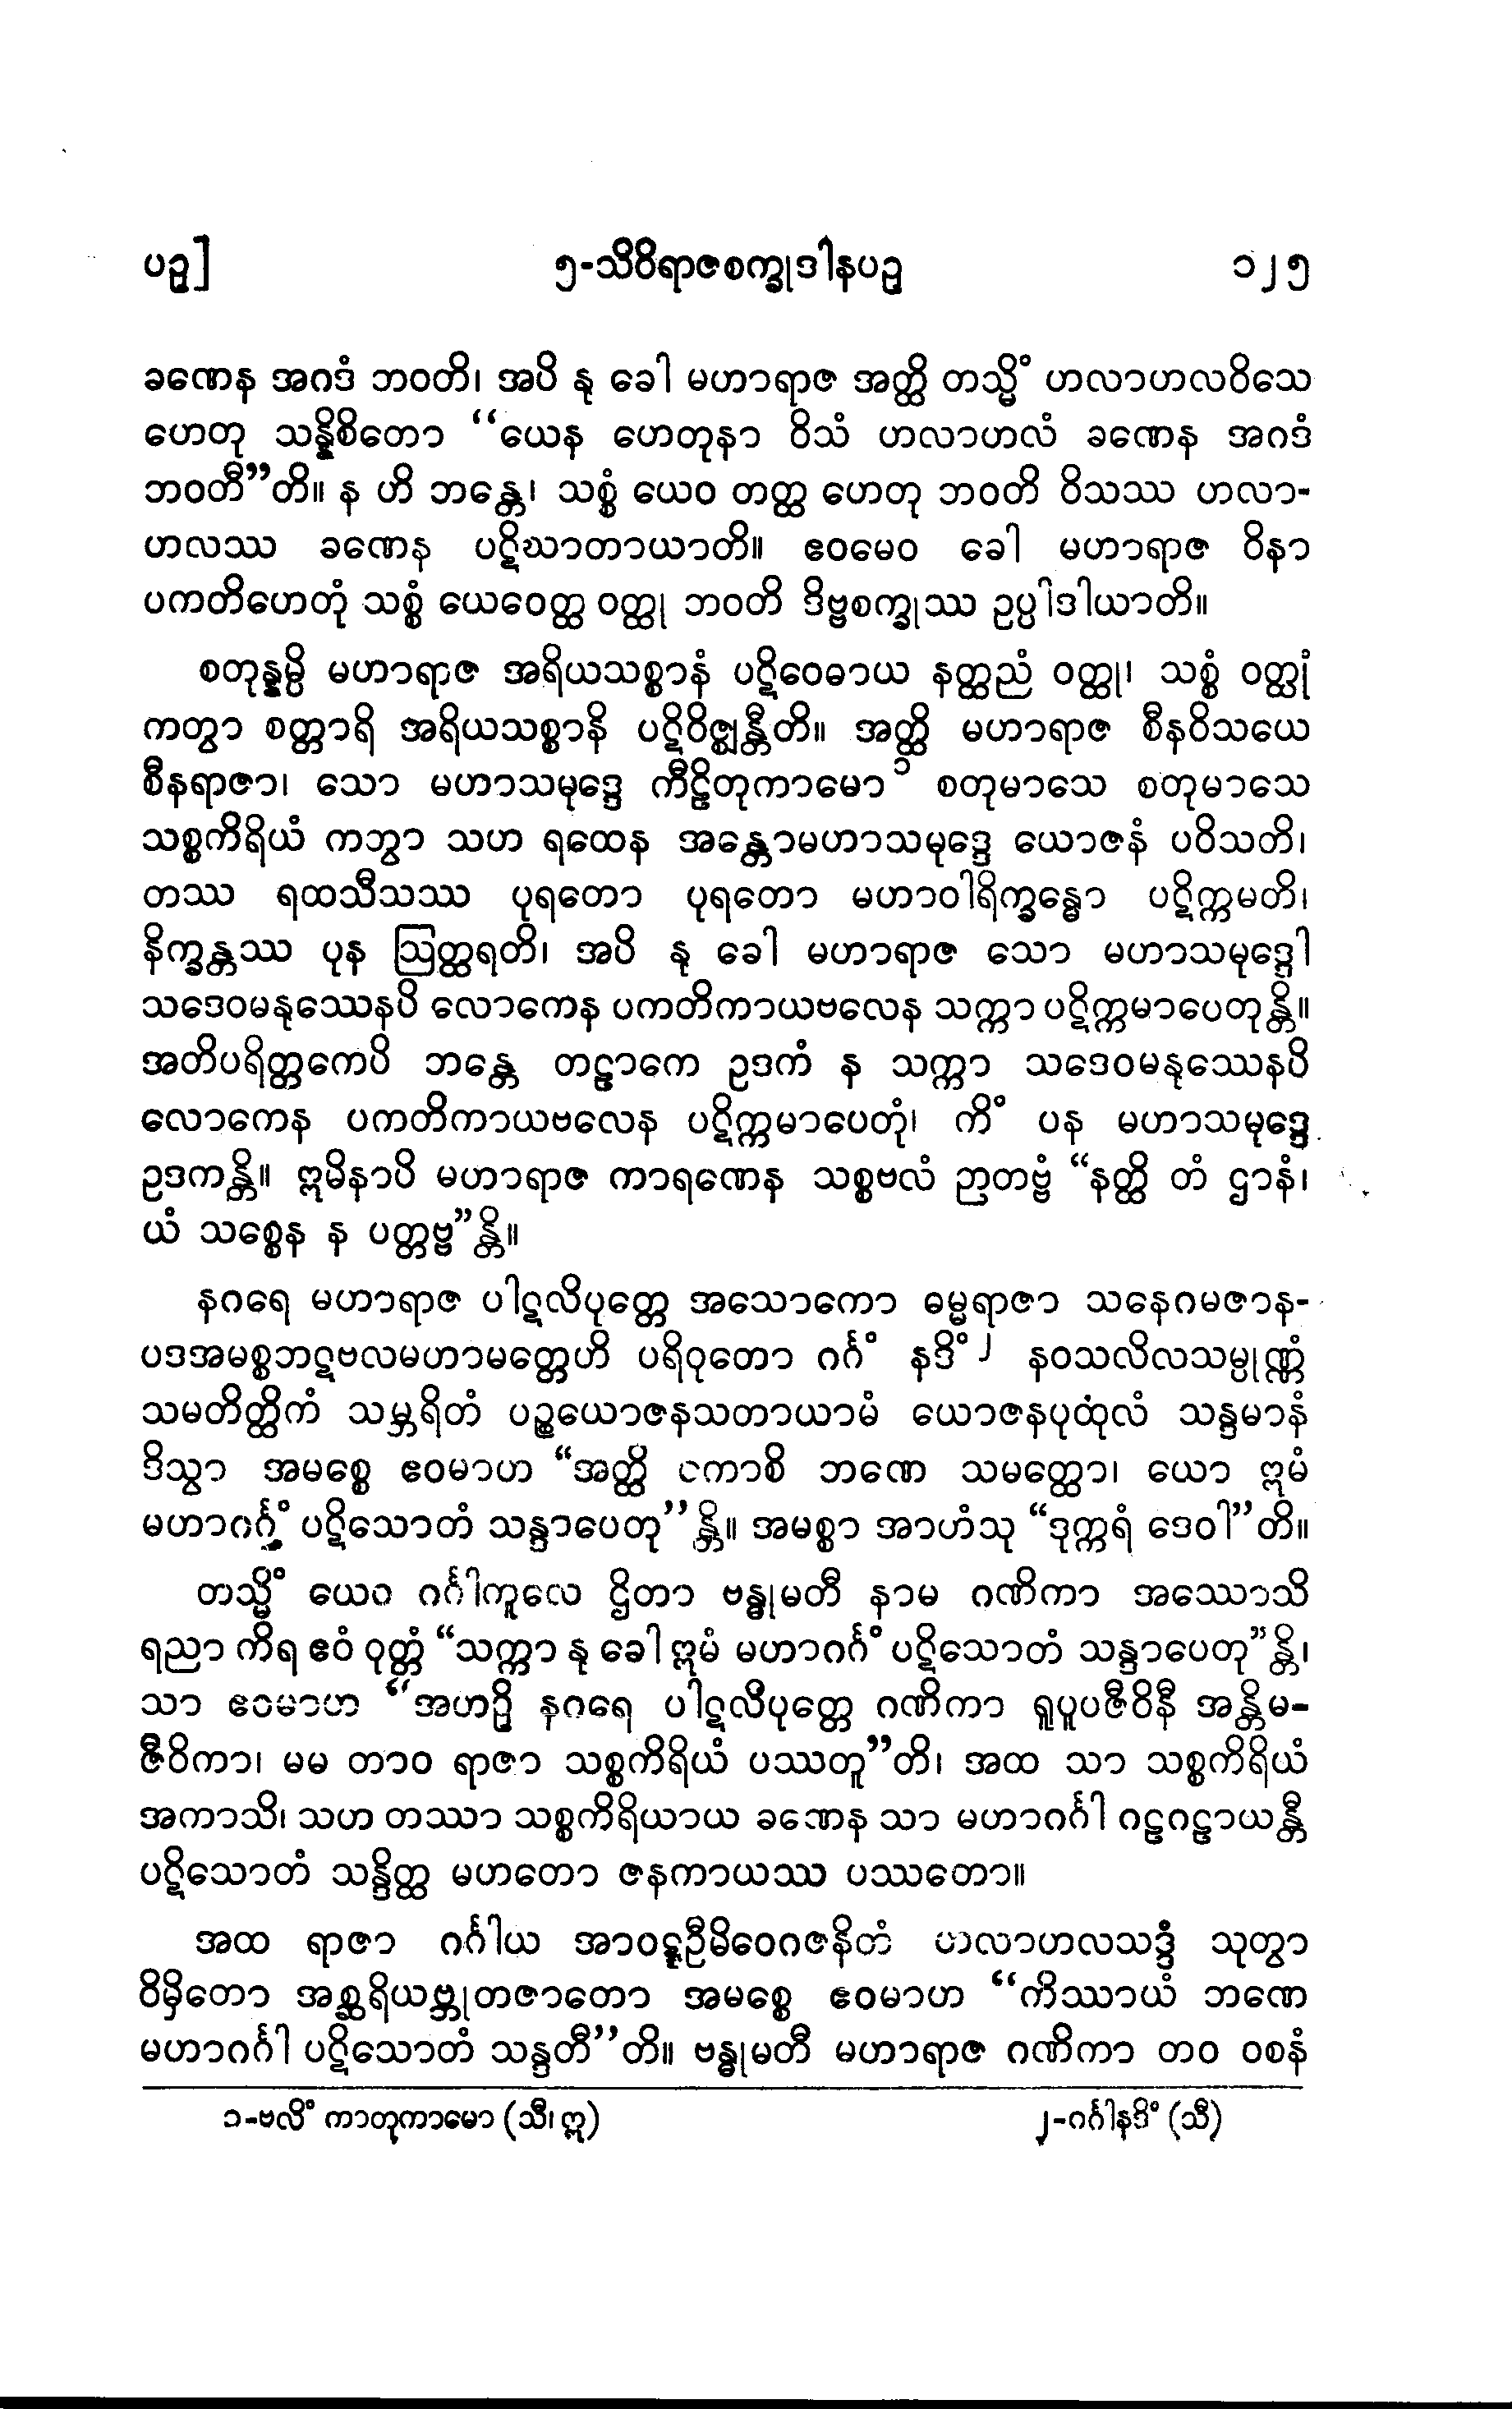 ပဥှ]	၅-သိဝိရာဇစက္ခုဒါနပဥှ	၁၂၅
ခဏေန အဂဒံ ဘဝတိ၊ အပိ နု ခေါ မဟာရာဇ အတ္ထိ တသ္မိံ ဟလာဟလဝိသေ
ဟေတု သန္နိစိတော “ယေန ဟေတုနာ ဝိသံ ဟလာဟလံ ခဏေန အဂဒံ
ဘဝတီ”တိ။ န ဟိ ဘန္တေ၊ သစ္စံ ယေဝ တတ္ထ ဟေတု ဘဝတိ ဝိသဿ ဟလာ-
ဟလဿ ခဏေန ပဋိဃာတာယာတိ။ ဧဝမေဝ ခေါ မဟာရာဇ ဝိနာ
ပကတိဟေတုံ သစ္စံ ယေဝေတ္ထ ဝတ္ထု ဘဝတိ ဒိဗ္ဗစက္ခုဿ ဥပ္ပါဒါယာတိ။
စတုန္နမ္ပိ မဟာရာဇ အရိယသစ္စာနံ ပဋိဝေဓာယ နတ္ထညံ ဝတ္ထု၊ သစ္စံ ဝတ္ထုံ
ကတွာ စတ္တာရိ အရိယသစ္စာနိ ပဋိဝိဇ္ဈန္တီတိ။ အတ္ထိ မဟာရာဇ စီနဝိသယေ
စီနရာဇာ၊ သော မဟာသမုဒ္ဒေ ကီဠိတုကာမော ၁ စတုမာသေ စတုမာသေ
သစ္စကိရိယံ ကတွာ သဟ ရထေန အန္တောမဟာသမုဒ္ဒေ ယောဇနံ ပဝိသတိ၊
တဿ ရထသီသဿ ပုရတော ပုရတော မဟာဝါရိက္ခန္ဓော ပဋိက္ကမတိ၊
နိက္ခန္တဿ ပုန ဩတ္ထရတိ၊ အပိ နု ခေါ မဟာရာဇ သော မဟာသမုဒ္ဒေါ
သဒေဝမနုဿေနပိ လောကေန ပကတိကာယဗလေန သက္ကာ ပဋိက္ကမာပေတုန္တိ။
အတိပရိတ္တကေပိ ဘန္တေ တဠာကေ ဥဒကံ န သက္ကာ သဒေဝမနုဿေနပိ
လောကေန ပကတိကာယဗလေန ပဋိက္ကမာပေတုံ၊ ကိံ ပန မဟာသမုဒ္ဒေ
ဥဒကန္တိ။ ဣမိနာပိ မဟာရာဇ ကာရဏေန သစ္စဗလံ ဉာတဗ္ဗံ “နတ္ထိ တံ ဌာနံ၊
ယံ သစ္စေန န ပတ္တဗ္ဗ”န္တိ။
နဂရေ မဟာရာဇ ပါဋလိပုတ္တေ အသောကော ဓမ္မရာဇာ သနေဂမဇာန-
ပဒအမစ္စဘဋဗလမဟာမတ္တေဟိ ပရိဝုတော ဂင်္ဂံ နဒိံ ၂ နဝသလိလသမ္ပုဏ္ဏံ
သမတိတ္ထိကံ သမ္ဘရိတံ ပဉ္စယောဇနသတာယာမံ ယောဇနပုထုလံ သန္ဒမာနံ
ဒိသွာ အမစ္စေ ဧဝမာဟ “အတ္ထိ ကောစိ ဘဏေ သမတ္ထော၊ ယော ဣမံ
မဟာဂင်္ဂံ ပဋိသောတံ သန္ဒာပေတု”န္တိ။ အမစ္စာ အာဟံသု “ဒုက္ကရံ ဒေဝါ”တိ။
တသ္မိံ ယေဝ ဂင်္ဂါကူလေ ဌိတာ ဗန္ဓုမတီ နာမ ဂဏိကာ အဿောသိ
ရညာ ကိရ ဧဝံ ဝုတ္တံ “သက္ကာ နု ခေါ ဣမံ မဟာဂင်္ဂံ ပဋိသောတံ သန္ဒာပေတု”န္တိ၊
သာ ဧဝမာဟ “အဟဉှိ နဂရေ ပါဋလိပုတ္တေ ဂဏိကာ ရူပူပဇီဝိနီ အန္တိမ-
ဇီဝိကာ၊ မမ တာဝ ရာဇာ သစ္စကိရိယံ ပဿတူ”တိ၊ အထ သာ သစ္စကိရိယံ
အကာသိ၊ သဟ တဿာ သစ္စကိရိယာယ ခဏေန သာ မဟာဂင်္ဂါ ဂဠဂဠာယန္တီ
ပဋိသောတံ သန္ဒိတ္ထ မဟတော ဇနကာယဿ ပဿတော။
အထ ရာဇာ ဂင်္ဂါယ အာဝဋ္ဋဦမိဝေဂဇနိတံ ဟလာဟလသဒ္ဒံ သုတွာ
ဝိမှိတော အစ္ဆရိယဗ္ဘုတဇာတော အမစ္စေ ဧဝမာဟ “ကိဿာယံ ဘဏေ
မဟာဂင်္ဂါ ပဋိသောတံ သန္ဒတီ”တိ။ ဗန္ဓုမတီ မဟာရာဇ ဂဏိကာ တဝ ဝစနံ
၁-ဗလိံ ကာတုကာမော (သီ၊ ဣ)	၂-ဂင်္ဂါနဒိံ (သီ)